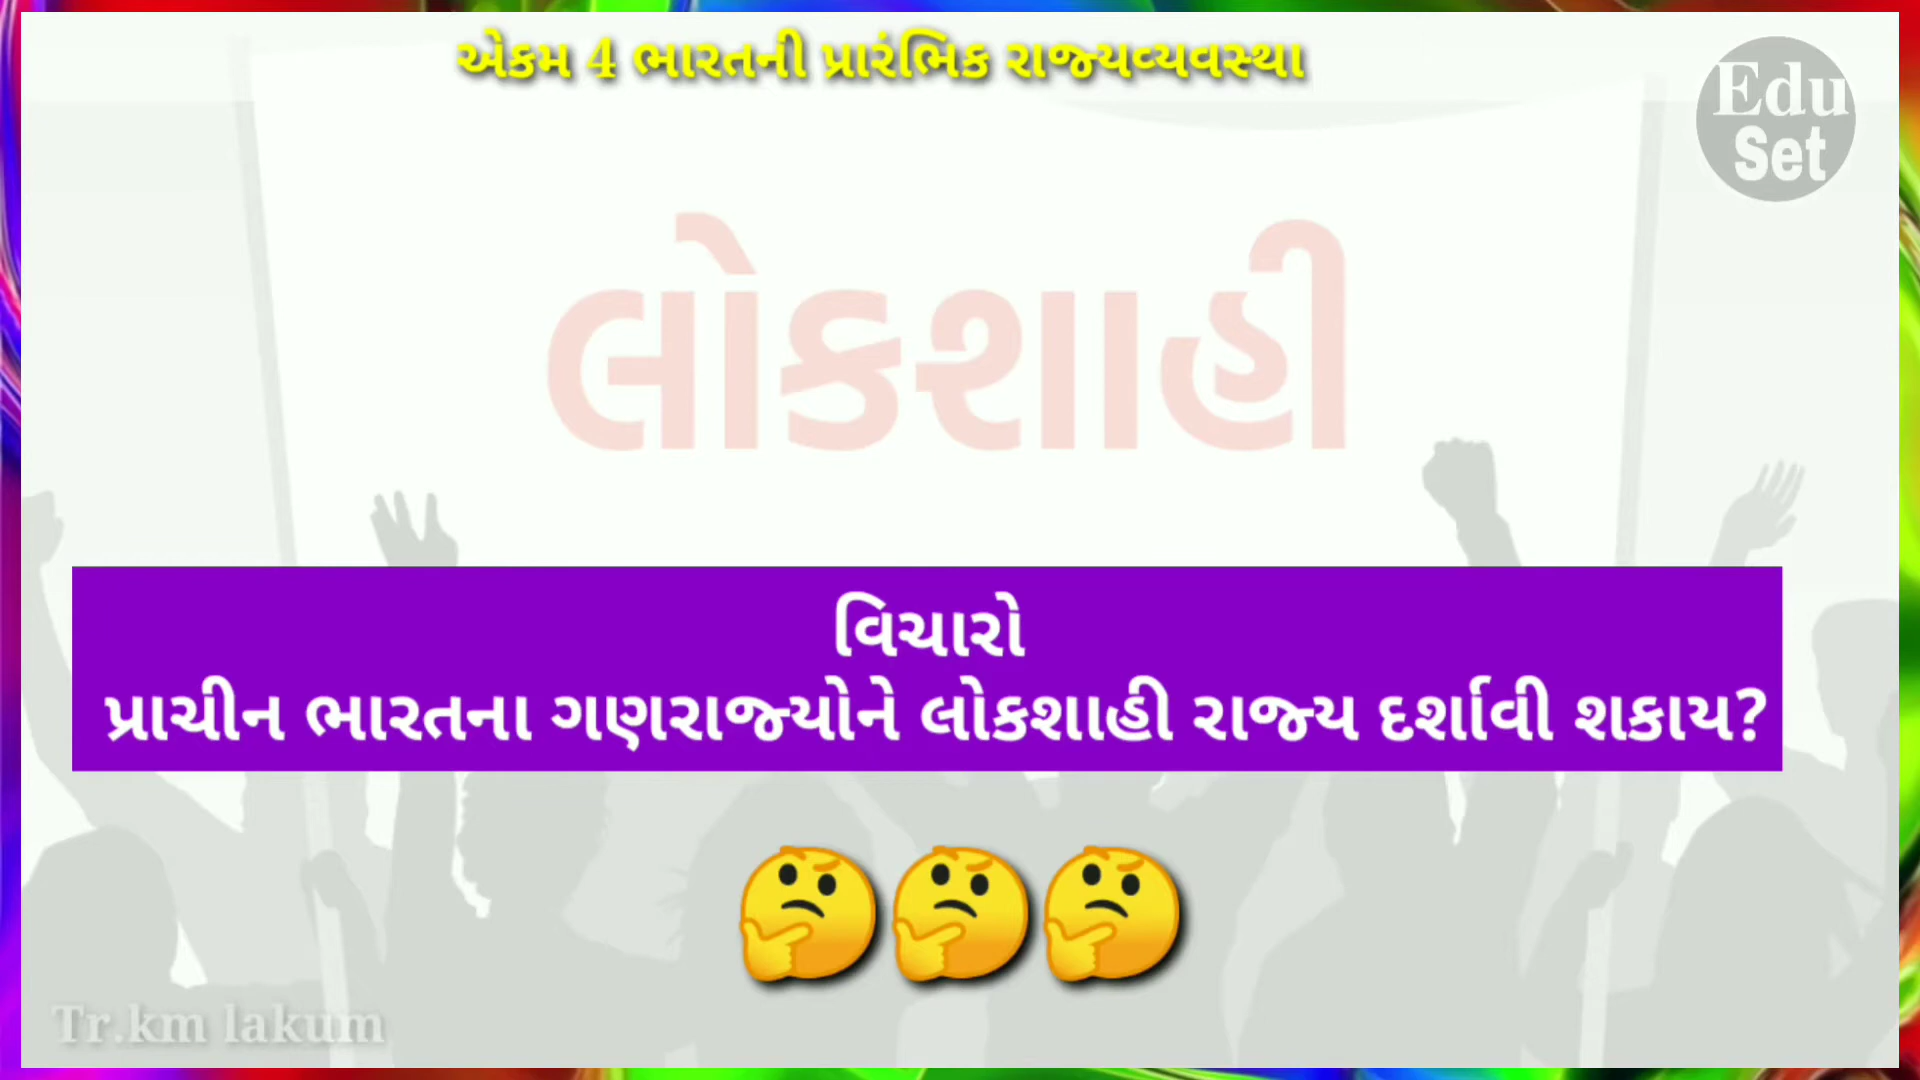 એકમ 4 ભારતની પ્રારંભિક રાજ્યવ્યવસ્થા
Edu
Set
લોકશાહી
વિચારો
પ્રાચીન ભારતના ગણરાજ્યોને લોકશાહી રાજ્ય દર્શાવી શકાય?
Tr.km lakum